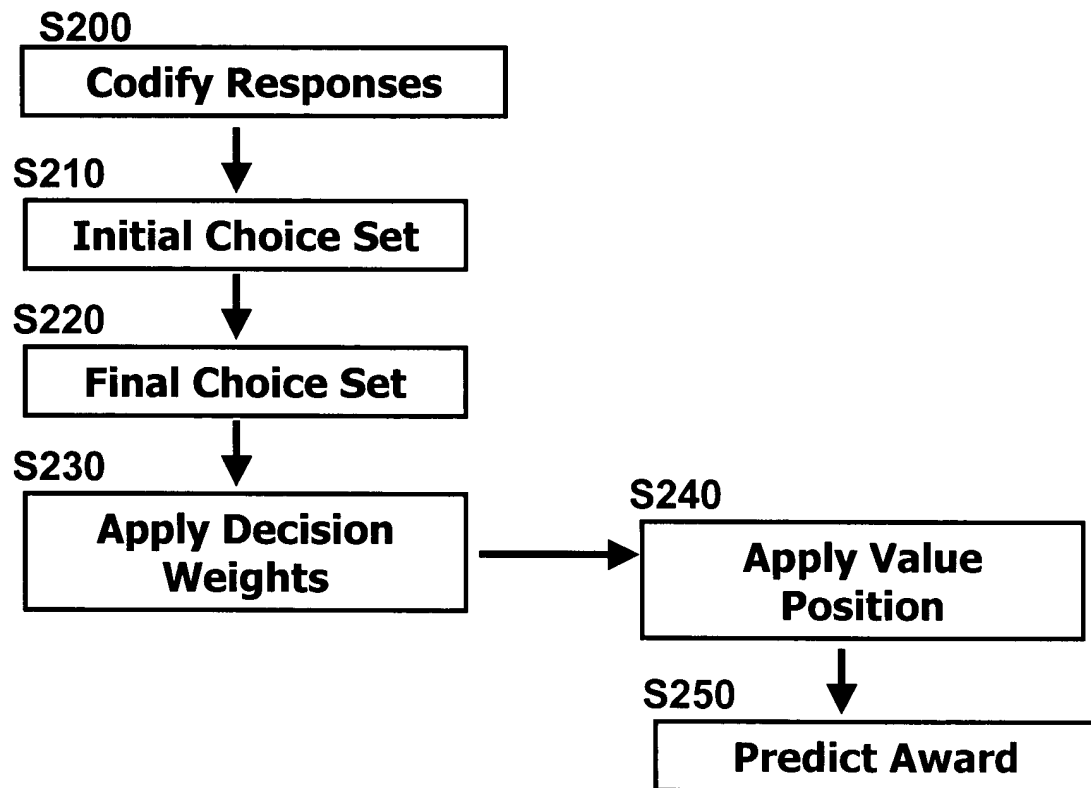 S200
Codify Responses
S210
Initial Choice Set
S220
Final Choice Set
S230
Apply Decision
Weights
S240
Apply Value
Position
S250
Predict Award